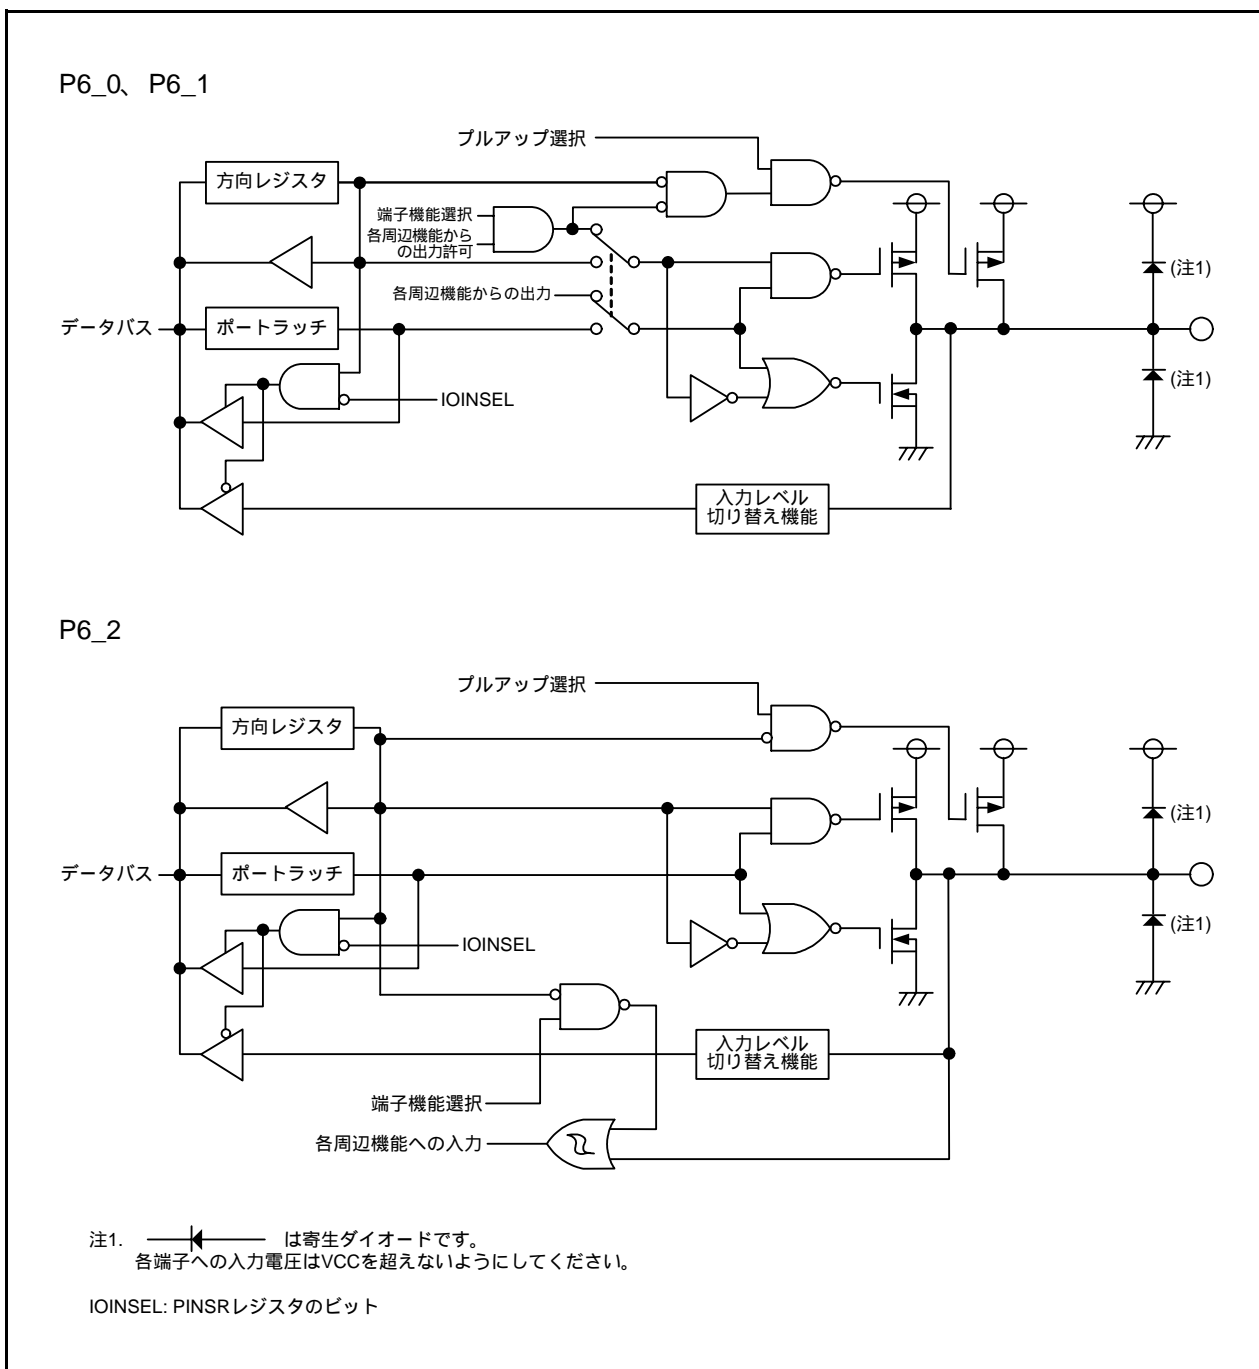 P6_0、P6_1
プルアップ選択
方向レジスタ
端子機能選択
各周辺機能から
の出力許可
(注1)
各周辺機能からの出力
データバス
ポートラッチ
(注1)
IOINSEL
入力レベル
切り替え機能
P6_2
プルアップ選択
方向レジスタ
(注1)
データバス
ポートラッチ
(注1)
IOINSEL
入力レベル
切り替え機能
端子機能選択
各周辺機能への入力
注1. は寄生ダイオードです。
各端子への入力電圧はVCCを超えないようにしてください。
IOINSEL: PINSRレジスタのビット